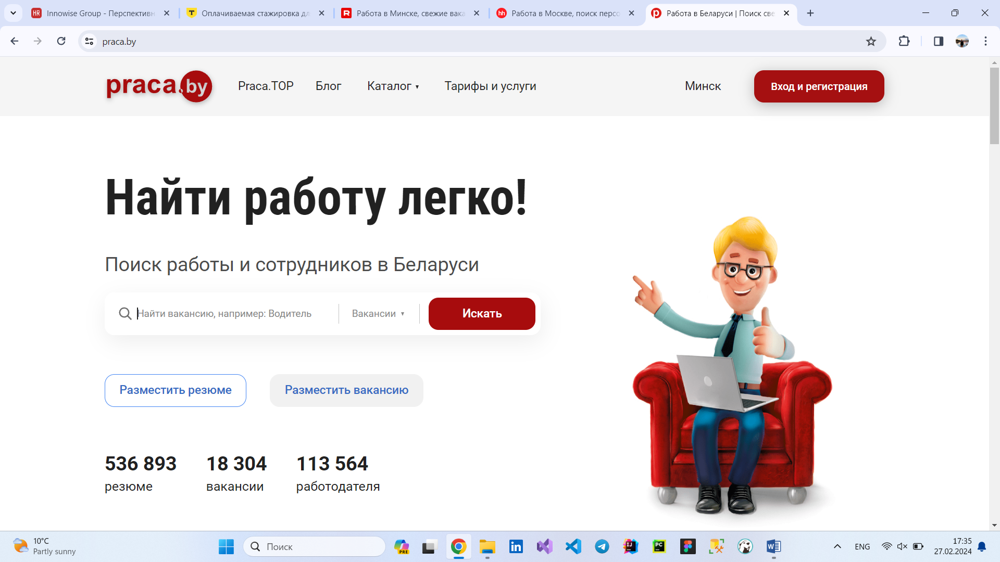 Innowise Group - Перспективн
Оплачиваемая стажировка дл
Работа в Минске, свежие вака
Работа в Москве, поиск персо
Работа в Беларуси | Поиск све
praca.by
praca.by
Praca.TOP
Блог
Каталог
Тарифы и услуги
Минск
Вход и регистрация
Найти работу легко!
Поиск работы и сотрудников в Беларуси
Найти вакансию, например: Водитель
Вакансии
Искать
Разместить резюме
Разместить вакансию
536 893
18 304
113 564
резюме
вакансии
работодателя
10°C
Partly sunny
Поиск
PRE
ENG
17:35
27.02.2024